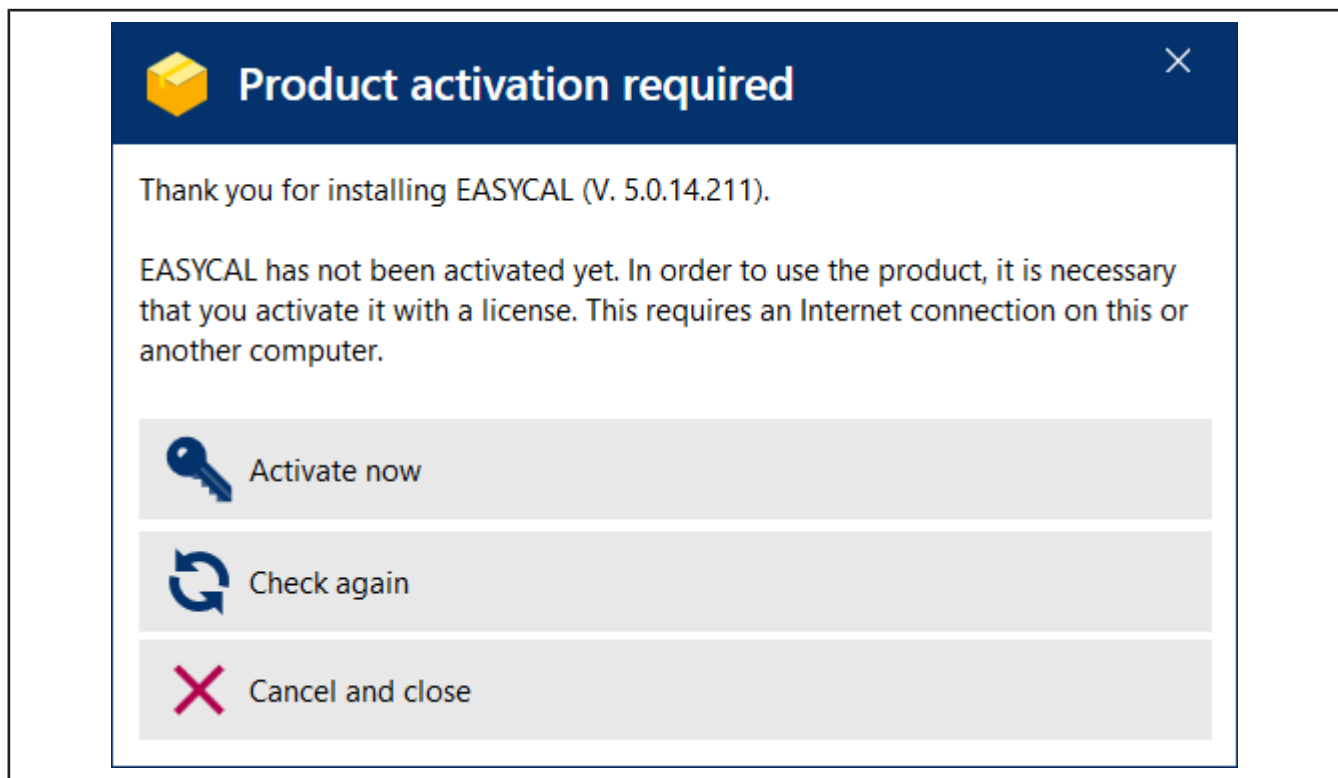 Product activation required
Thank you for installing EASYCAL (V. 5.0.14.211).
EASYCAL has not been activated yet. In order to use the product, it is necessary
that you activate it with a license. This requires an Internet connection on this or
another computer.
Activate now
Check again
Cancel and close